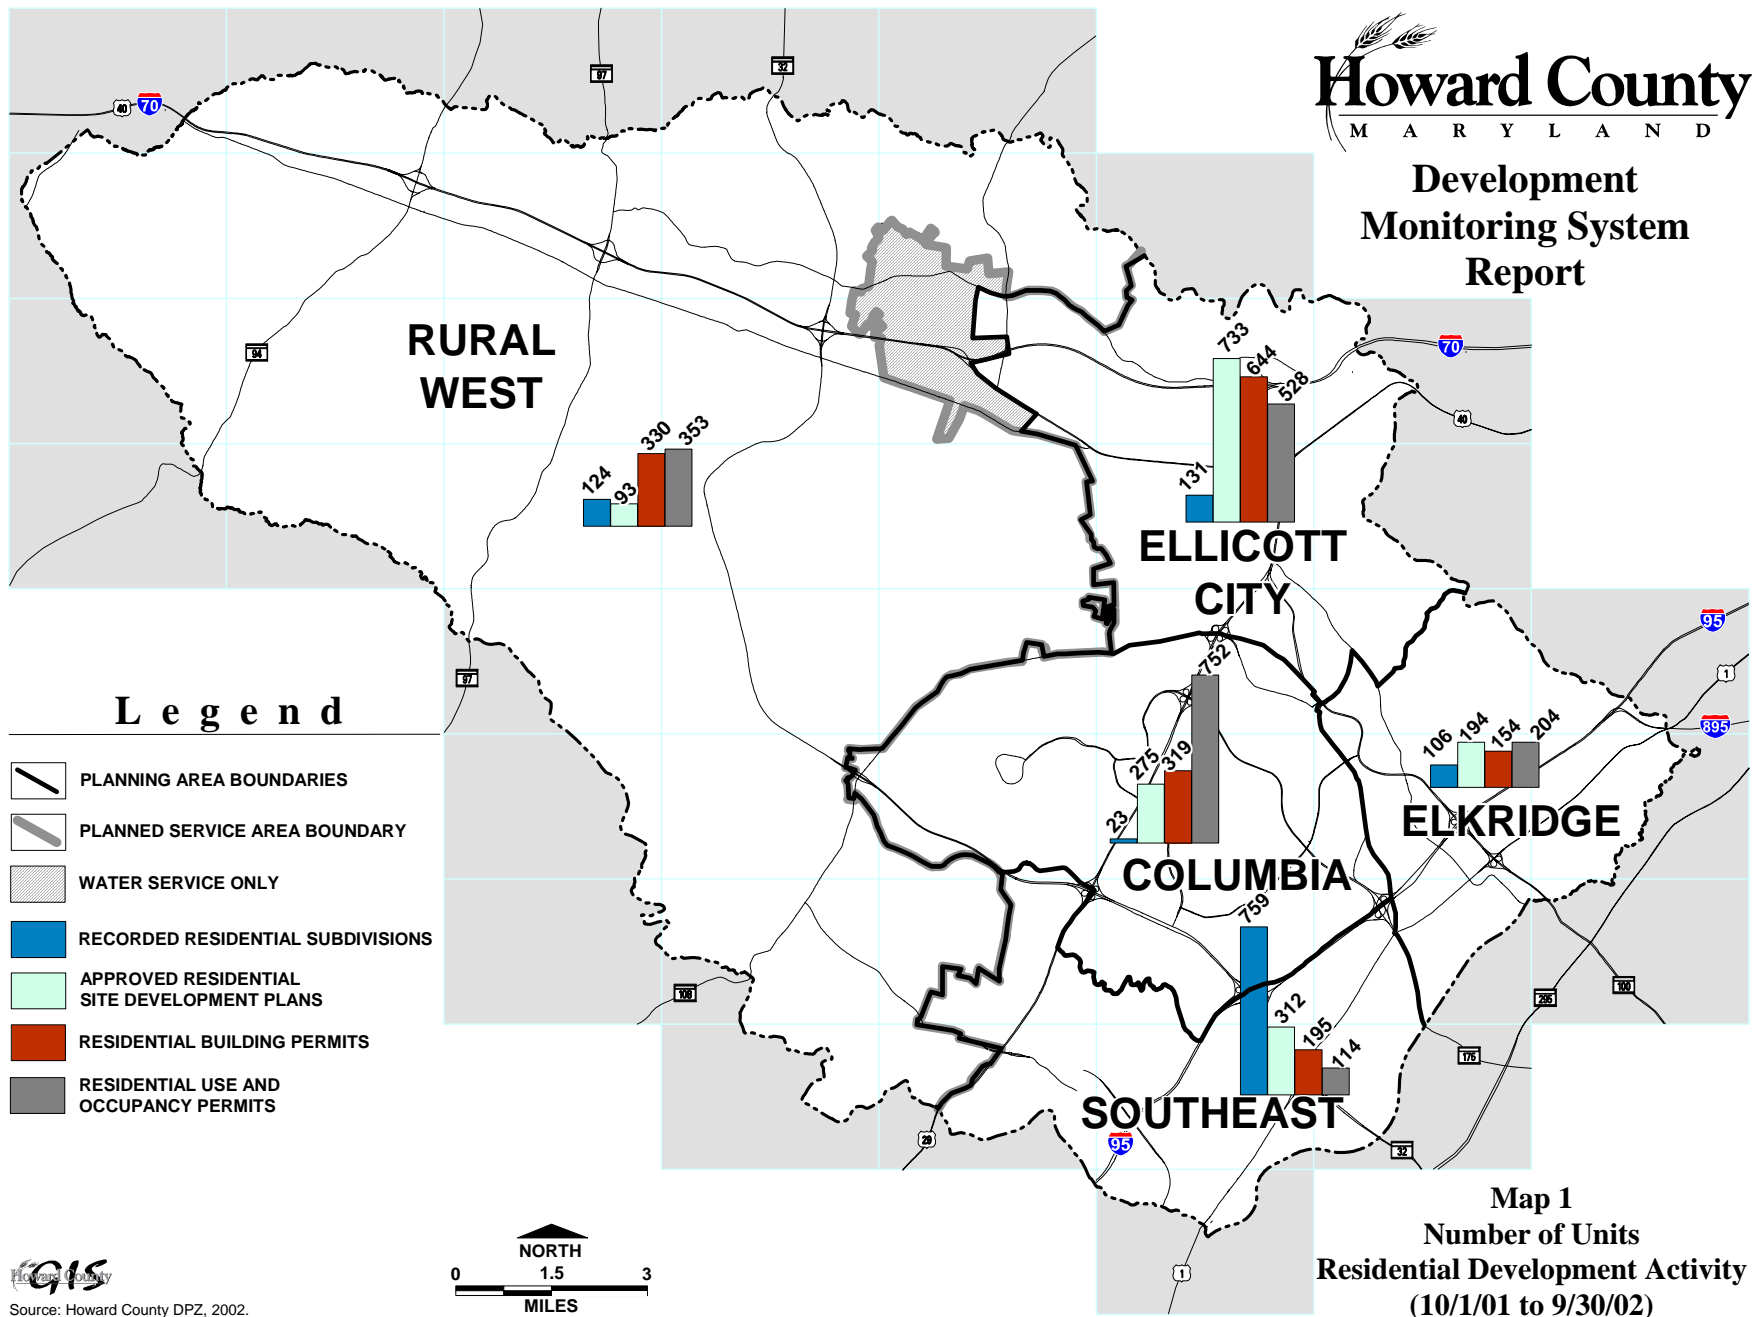 Howard County
MARYLAND
Development
Monitoring System
Report
97
32
40
70
94
RURAL
WEST
124
93
330
353
70
40
131
733
644
528
ELLICOTT
CITY
95
1
895
97
Legend
PLANNING AREA BOUNDARIES
PLANNED SERVICE AREA BOUNDARY
WATER SERVICE ONLY
RECORDED RESIDENTIAL SUBDIVISIONS
APPROVED RESIDENTIAL
SITE DEVELOPMENT PLANS
RESIDENTIAL BUILDING PERMITS
RESIDENTIAL USE AND
OCCUPANCY PERMITS
23
275
319
752
COLUMBIA
106
194
154
204
ELKRIDGE
759
312
195
114
SOUTHEAST
108
100
295
175
29
95
32
1
Map 1
Number of Units
Residential Development Activity
(10/1/01 to 9/30/02)
NORTH
0 1.5 3
MILES
Howard County
GIS
Source: Howard County DPZ, 2002.